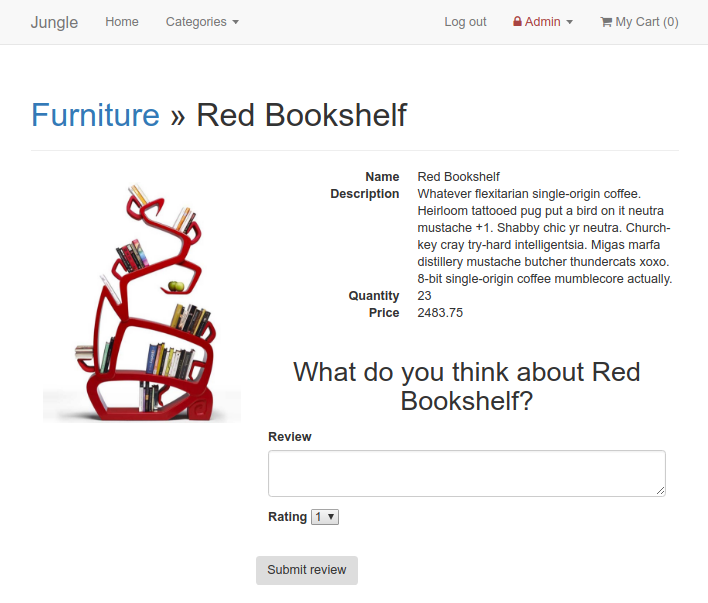 Jungle Home Categories Log out Admin My Cart (0)
Furniture » Red Bookshelf
Name Red Bookshelf
Description Whatever flexitarian single-origin coffee.
Heirloom tattooed pug put a bird on it neutra
mustache +1. Shabby chic yr neutra. Church-
key cray try-hard intelligentsia. Migas marfa
distillery mustache butcher thundercats xoxo.
8-bit single-origin coffee mumblecore actually.
Quantity 23
Price 2483.75
What do you think about Red
Bookshelf?
Review
Rating 1
Submit review